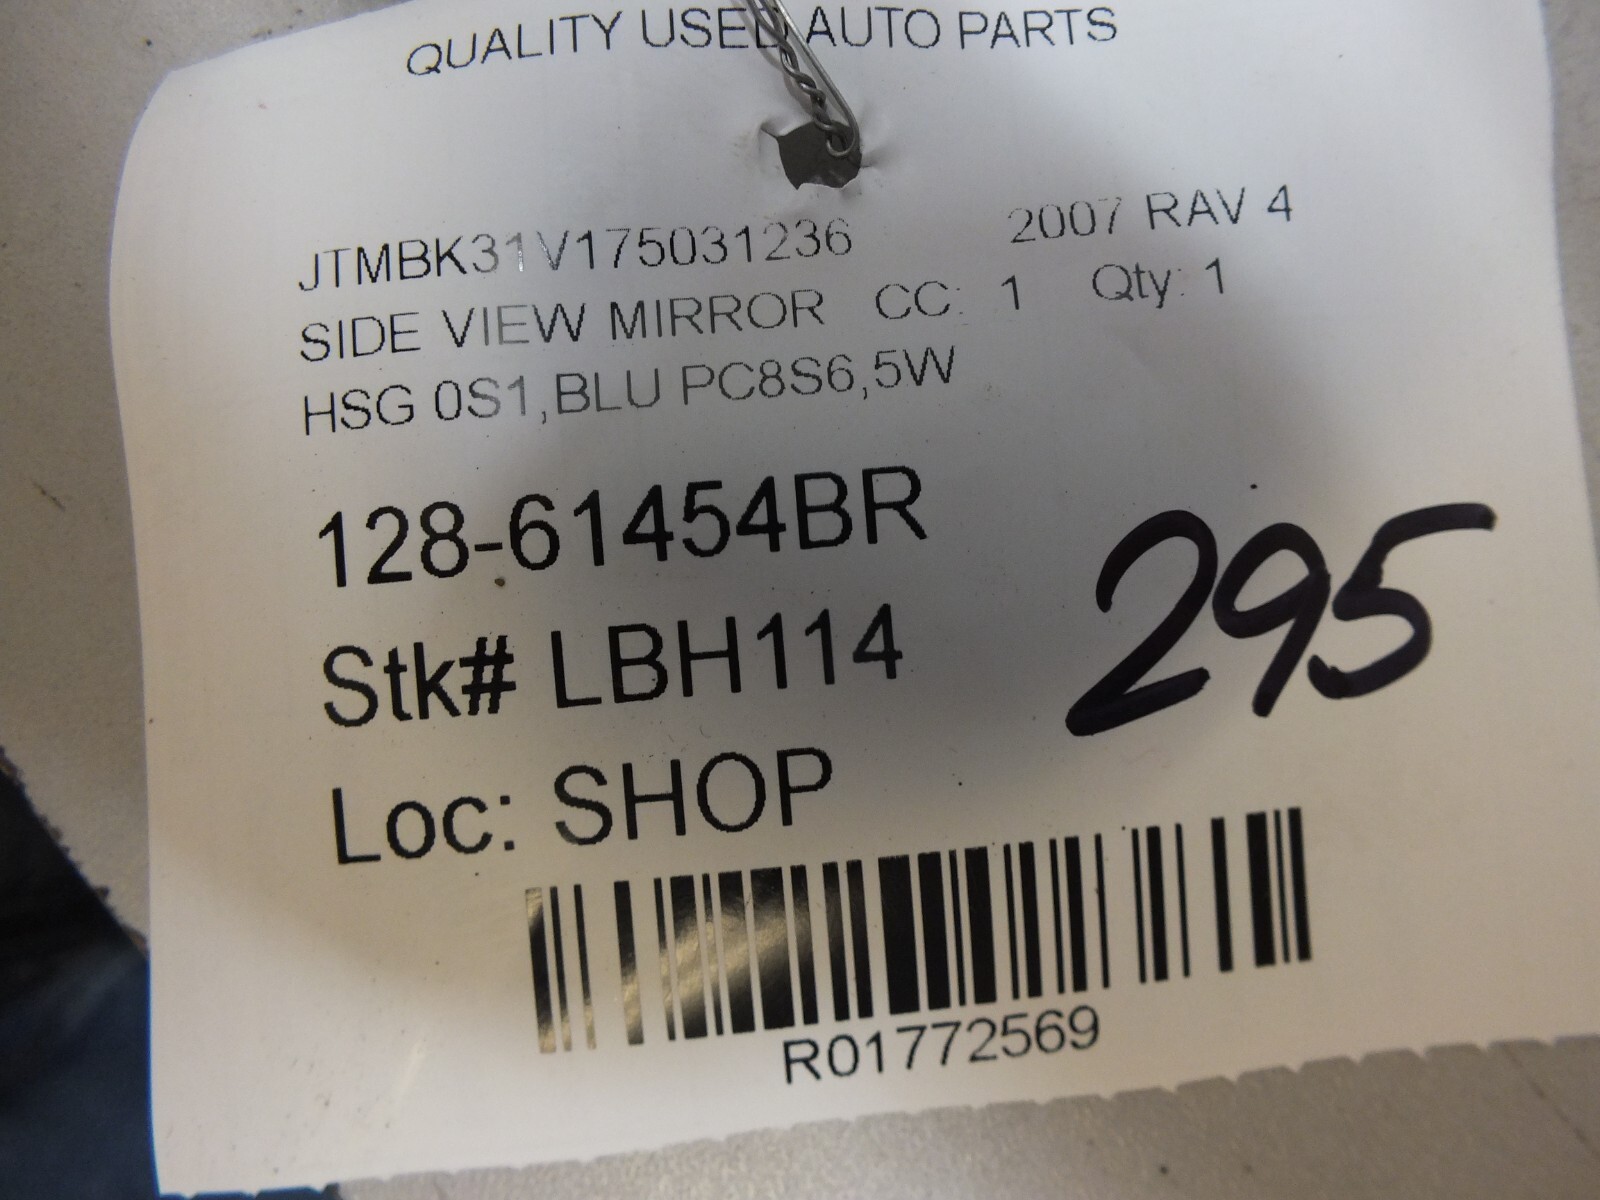 QUALITY USED AUTO PARTS
JTMBK31V175031236 2007 RAV 4
SIDE VIEW MIRROR CC: 1 Qty: 1
HSG 0S1,BLU PC8S6,5W
128-61454BR
295
Stk# LBH114
Loc: SHOP
R01772569